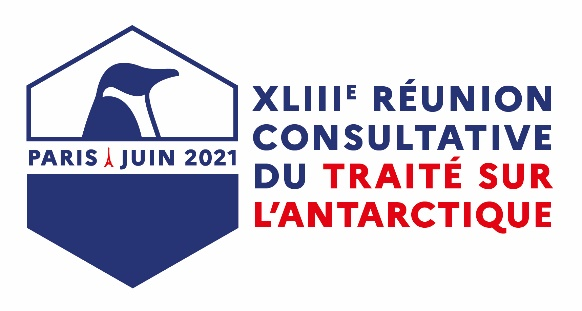 PARIS JUIN 2021
XLIIIᴱ RÉUNION
CONSULTATIVE
DU TRAITÉ SUR
L'ANTARCTIQUE